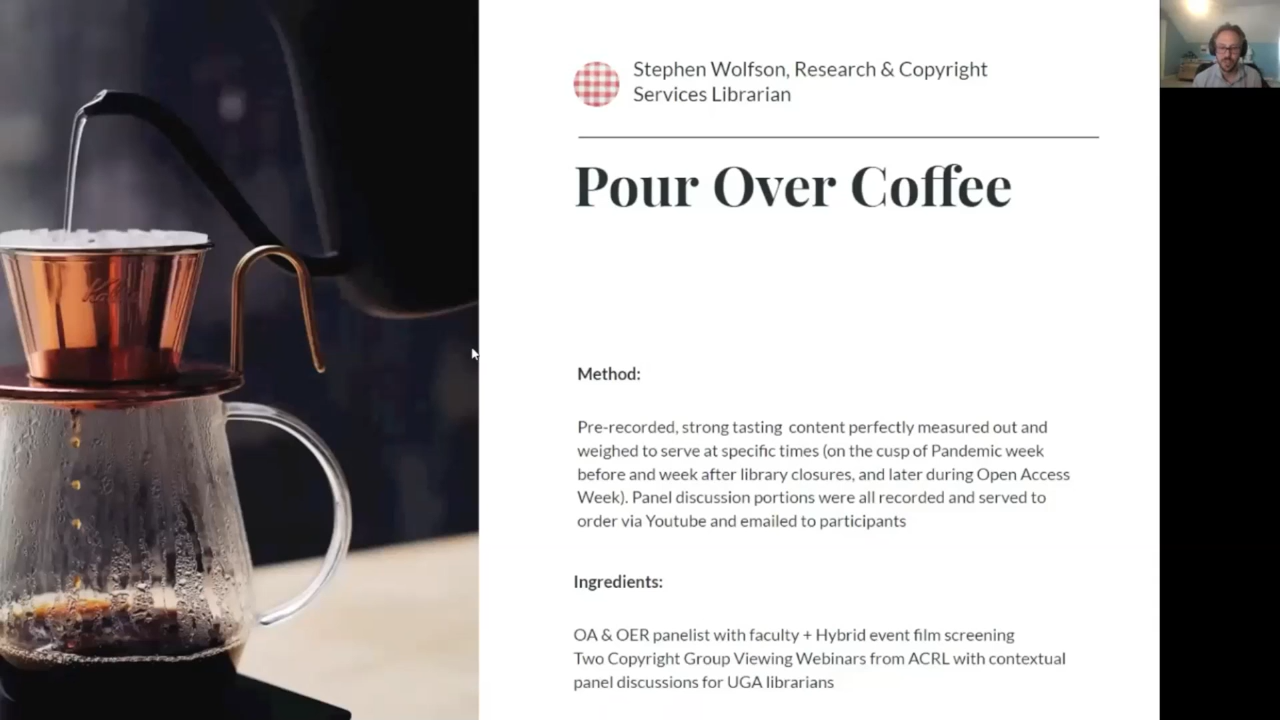 Stephen Wolfson, Research & Copyright
Services Librarian
Pour Over Coffee
Method:
Pre-recorded, strong tasting content perfectly measured out and
weighed to serve at specific times (on the cusp of Pandemic week
before and week after library closures, and later during Open Access
Week). Panel discussion portions were all recorded and served to
order via Youtube and emailed to participants
Ingredients:
OA & OER panelist with faculty + Hybrid event film screening
Two Copyright Group Viewing Webinars from ACRL with contextual
panel discussions for UGA librarians